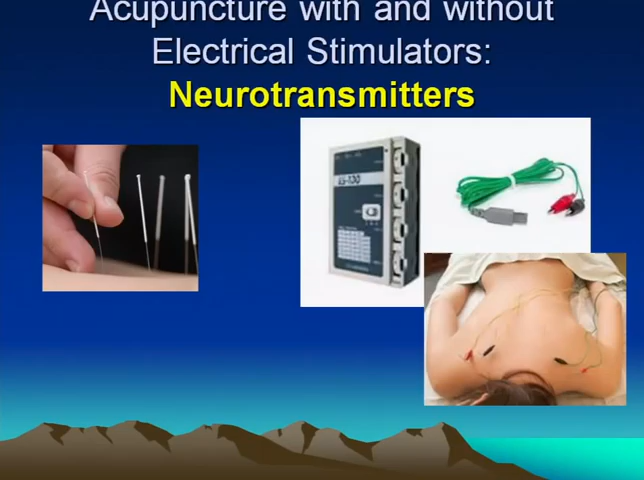 Acupuncture with and without
Electrical Stimulators:
Neurotransmitters